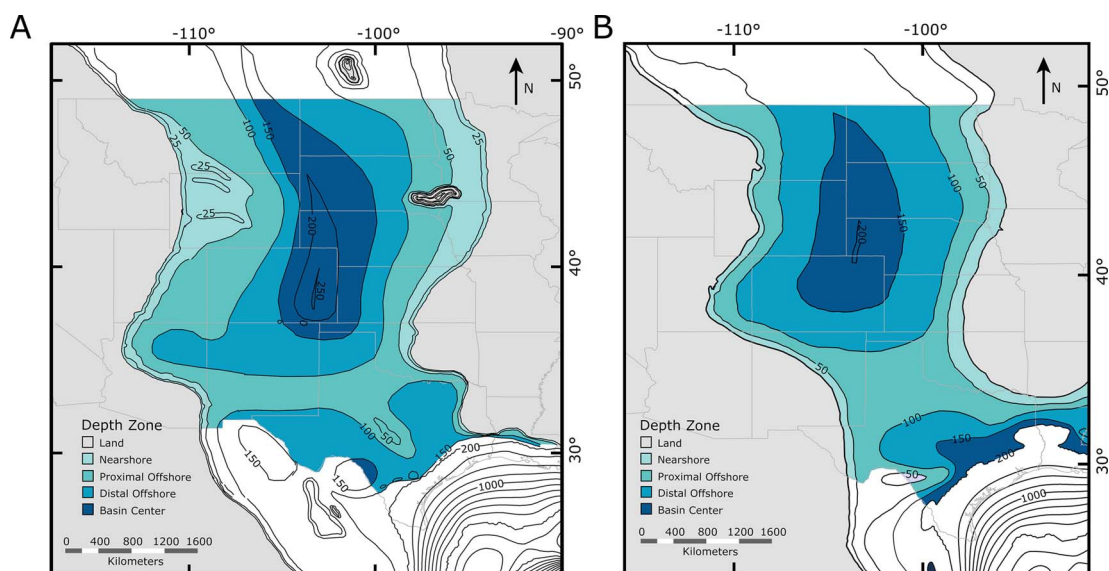 A
-110°
-100°
-90°
50°
40°
30°
N
25
50
100
150
25
25
50
25
200
250
100
50
150
150
150
200
1000
Depth Zone
Land
Nearshore
Proximal Offshore
Distal Offshore
Basin Center
0 400 800 1200 1600
Kilometers
B
-110°
-100°
50°
40°
30°
N
50
100
150
200
50
100
150
200
50
1000
Depth Zone
Land
Nearshore
Proximal Offshore
Distal Offshore
Basin Center
0 400 800 1200 1600
Kilometers